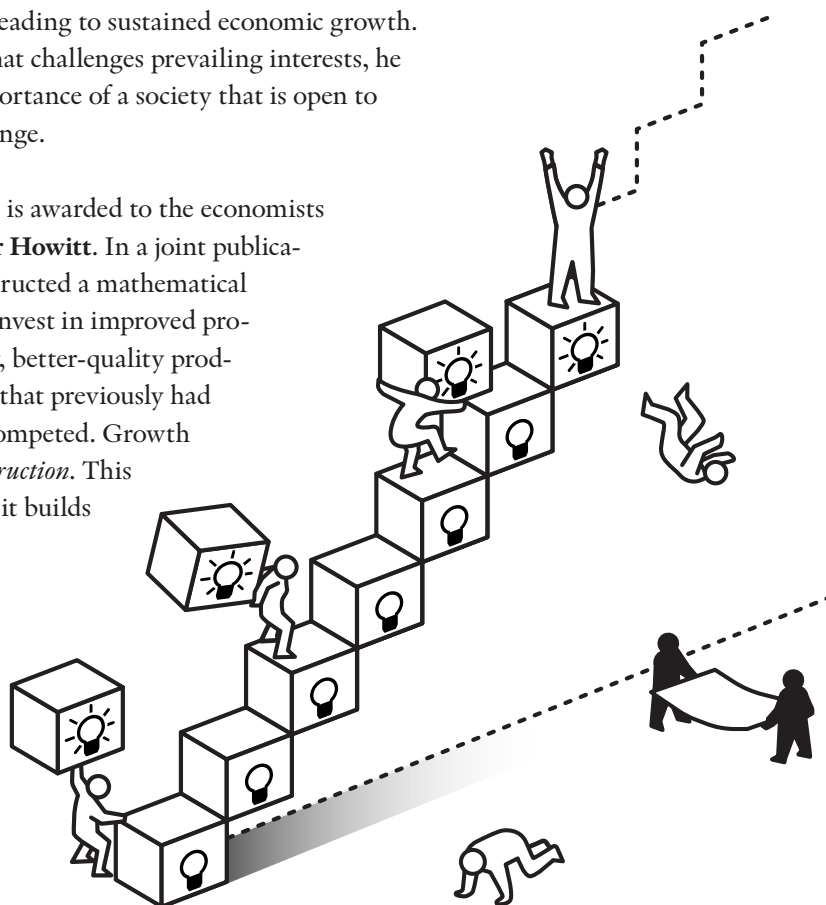 eading to sustained economic growth.
hat challenges prevailing interests, he
portance of a society that is open to
nge.
is awarded to the economists
r Howitt. In a joint publica-
ructed a mathematical
nvest in improved pro-
, better-quality prod-
that previously had
ompeted. Growth
ruction. This
it builds